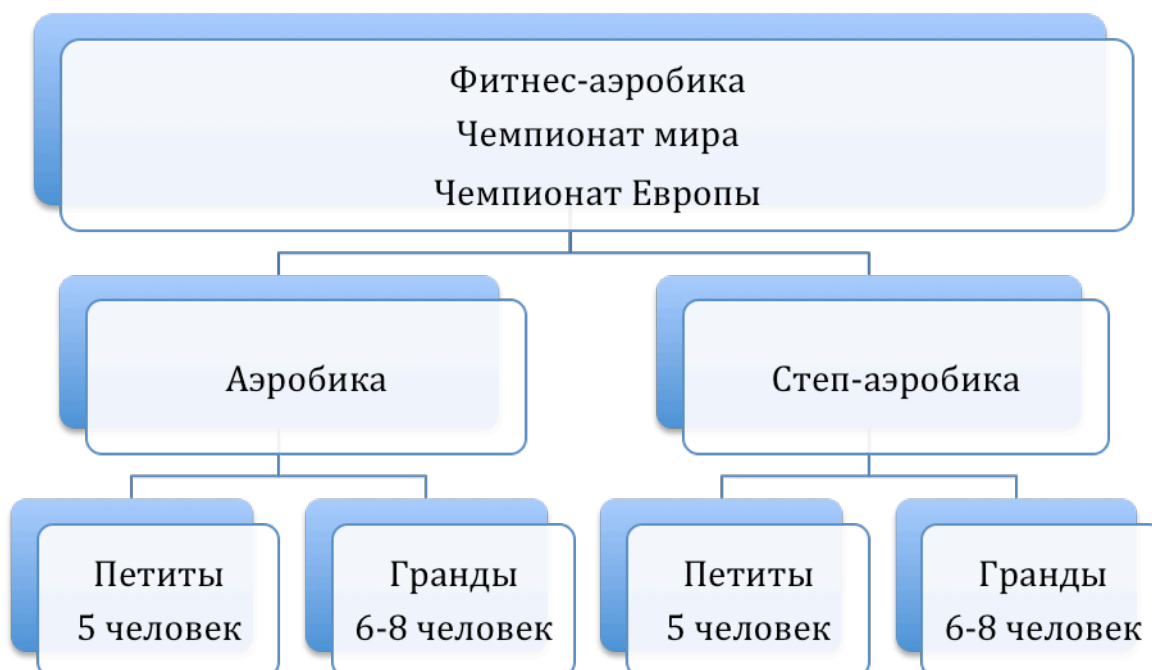 Фитнес-аэробика
Чемпионат мира
Чемпионат Европы
Аэробика
Степ-аэробика
Петиты
5 человек
Гранды
6-8 человек
Петиты
5 человек
Гранды
6-8 человек